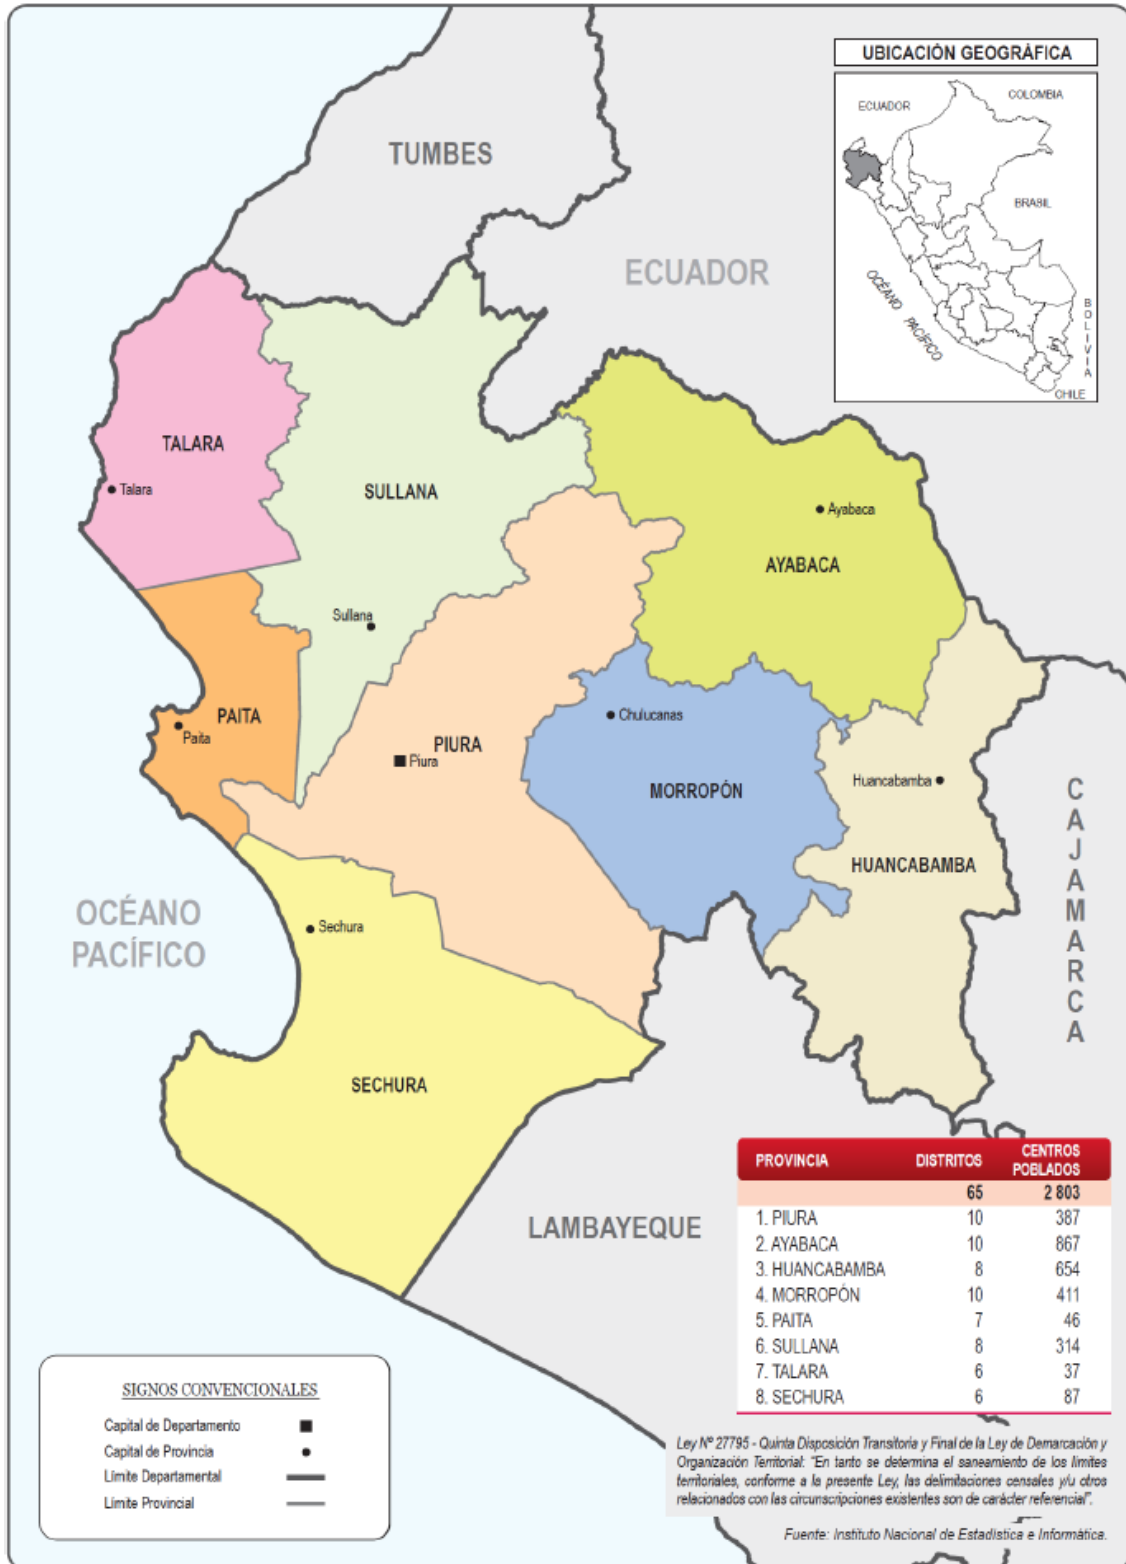 UBICACIÓN GEOGRÁFICA
ECUADOR
COLOMBIA
BRASIL
OCÉANO PACÍFICO
BOLIVIA
CHILE
TUMBES
ECUADOR
TALARA
Talara
SULLANA
Sullana
AYABACA
Ayabaca
PAITA
Paita
PIURA
Piura
Chulucanas
MORROPÓN
Huancabamba
HUANCABAMBA
CAJAMARCA
OCÉANO
PACÍFICO
Sechura
SECHURA
LAMBAYEQUE
PROVINCIA DISTRITOS CENTROS POBLADOS
65 2 803
1. PIURA 10 387
2. AYABACA 10 867
3. HUANCABAMBA 8 654
4. MORROPÓN 10 411
5. PAITA 7 46
6. SULLANA 8 314
7. TALARA 6 37
8. SECHURA 6 87
SIGNOS CONVENCIONALES
Capital de Departamento
Capital de Provincia
Límite Departamental
Límite Provincial
Ley Nº 27795 - Quinta Disposición Transitoria y Final de la Ley de Demarcación y
Organización Territorial: "En tanto se determina el saneamiento de los límites
territoriales, conforme a la presente Ley, las delimitaciones censales y/u otros
relacionados con las circunscripciones existentes son de carácter referencial".
Fuente: Instituto Nacional de Estadística e Informática.